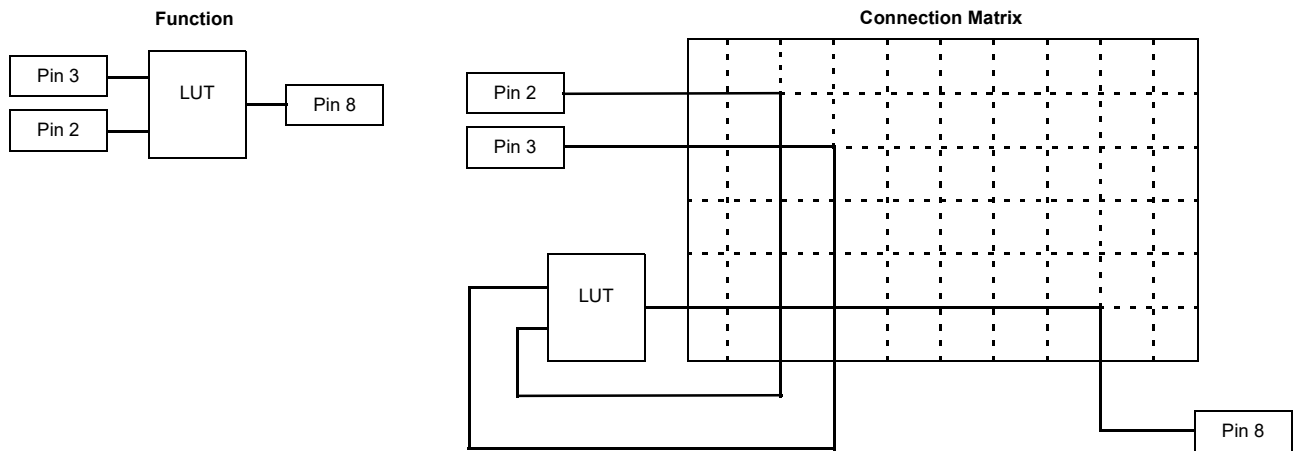 Function
Pin 3
Pin 2
LUT
Pin 8
Connection Matrix
Pin 2
Pin 3
LUT
Pin 8